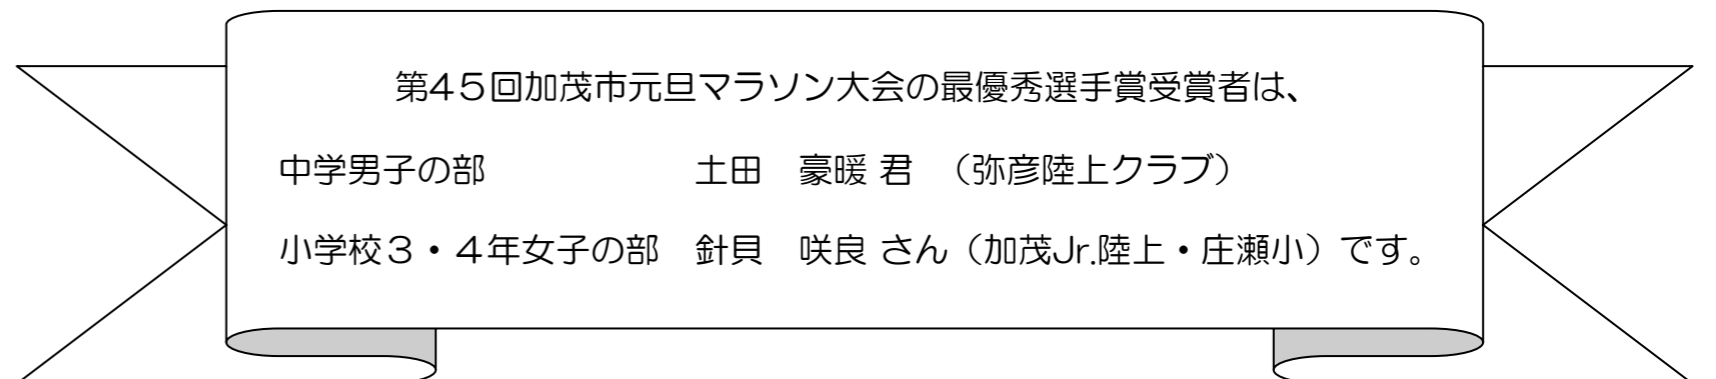 第45回加茂市元旦マラソン大会の最優秀選手賞受賞者は、
中学男子の部　　　　　　土田　豪暖 君　（弥彦陸上クラブ）
小学校３・４年女子の部　針貝　咲良 さん（加茂Jr.陸上・庄瀬小）です。